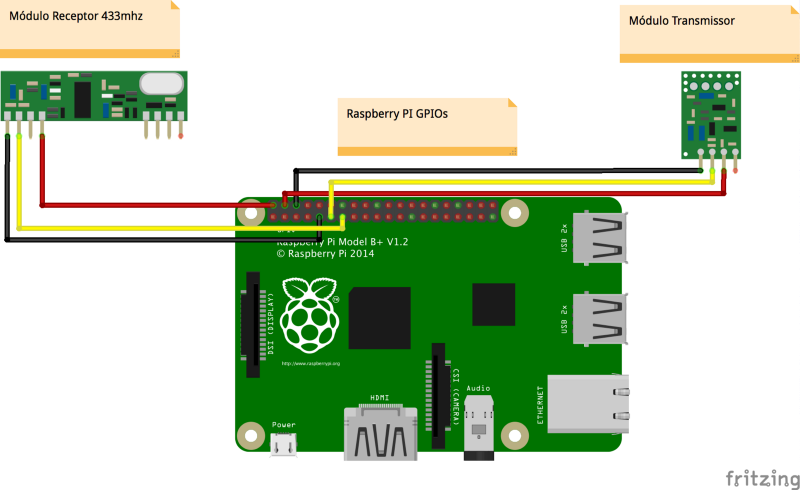 Módulo Receptor 433mhz
Módulo Transmissor
Raspberry PI GPIOs
GPIO
Raspberry Pi Model B+ V1.2
© Raspberry Pi 2014
USB 2x
DSI (DISPLAY)
USB 2x
http://www.raspberrypi.org
CSI (CAMERA)
Audio
HDMI
ETHERNET
Power
fritzing